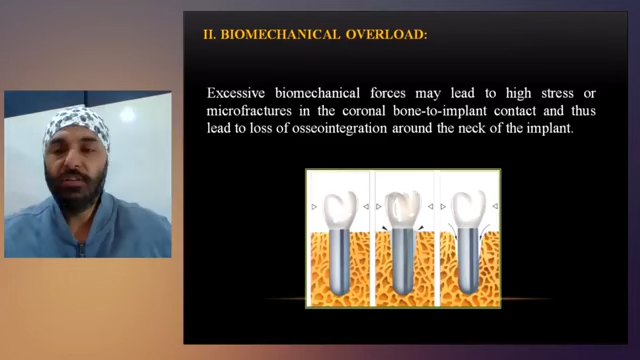 II. BIOMECHANICAL OVERLOAD:
Excessive biomechanical forces may lead to high stress or
microfractures in the coronal bone-to-implant contact and thus
lead to loss of osseointegration around the neck of the implant.